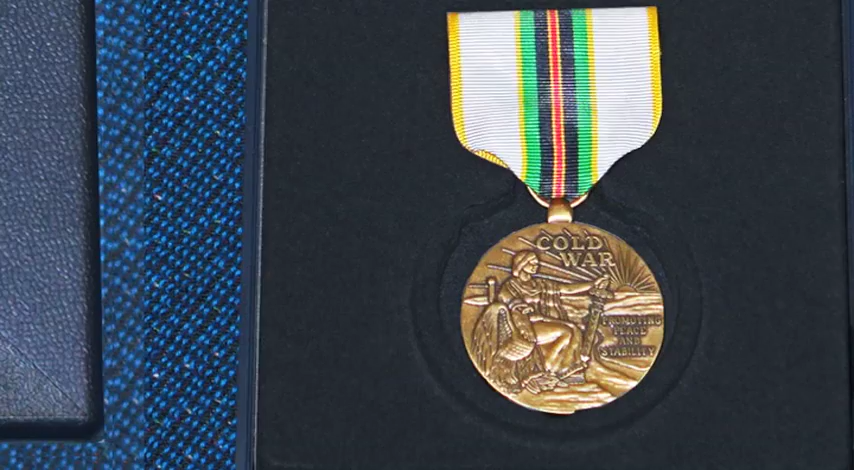 COLD
WAR
PROMOTING
PEACE
AND
STABILITY